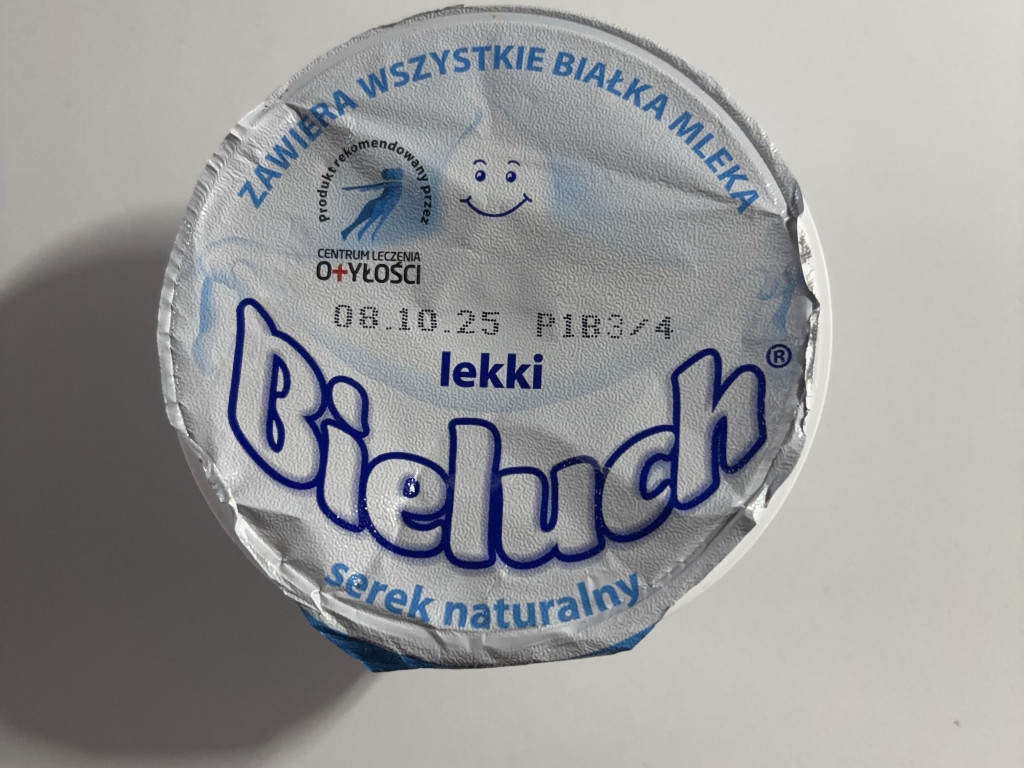 ZAWIERA WSZYSTKIE BIAŁKA MLEKA
Produkt rekomendowany przez
CENTRUM LECZENIA
OTYŁOŚCI
08.10.25 P1B3/4
lekki
Bieluch®
serek naturalny